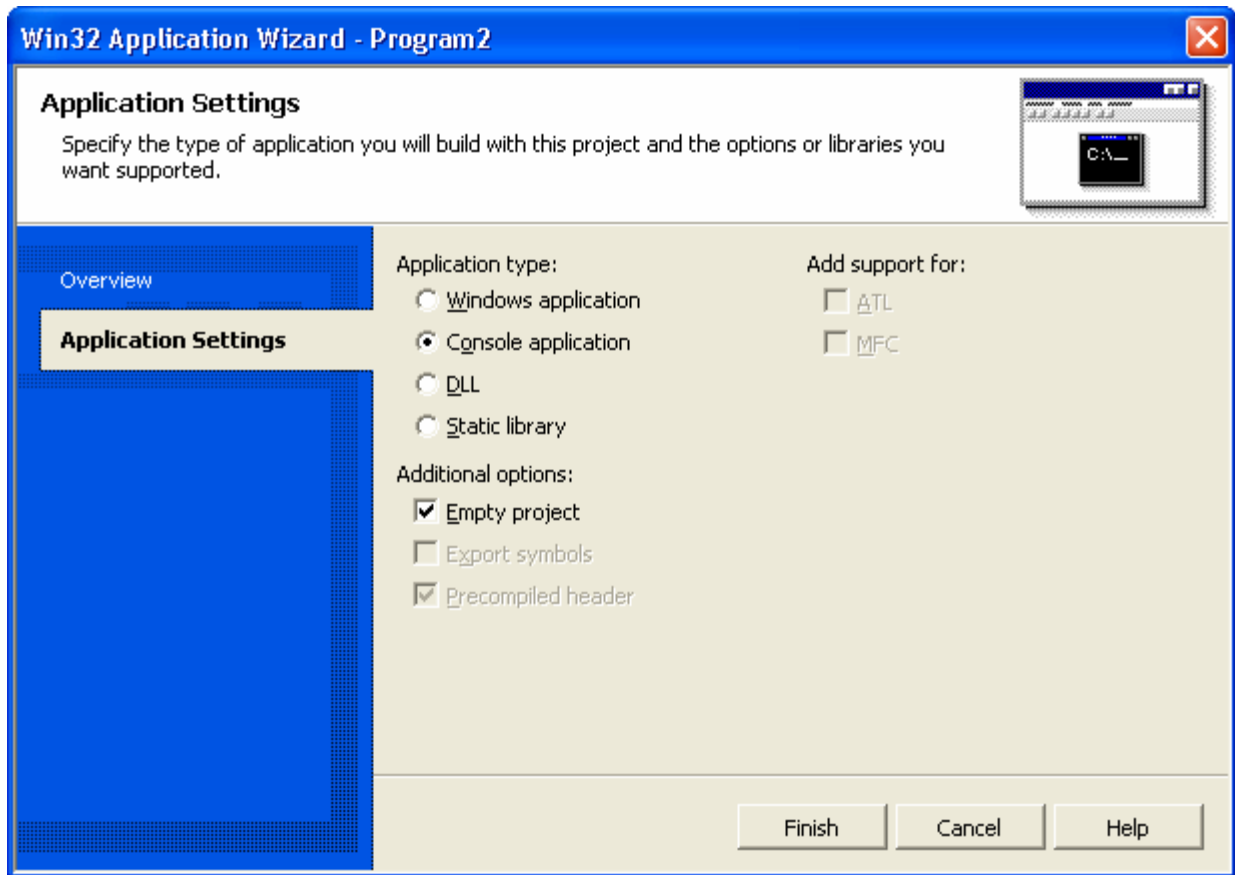 Win32 Application Wizard - Program2
Application Settings
Specify the type of application you will build with this project and the options or libraries you
want supported.
C:\_
Overview
Application Settings
Application type:
Windows application
Console application
DLL
Static library
Additional options:
Empty project
Export symbols
Precompiled header
Add support for:
ATL
MFC
Finish
Cancel
Help